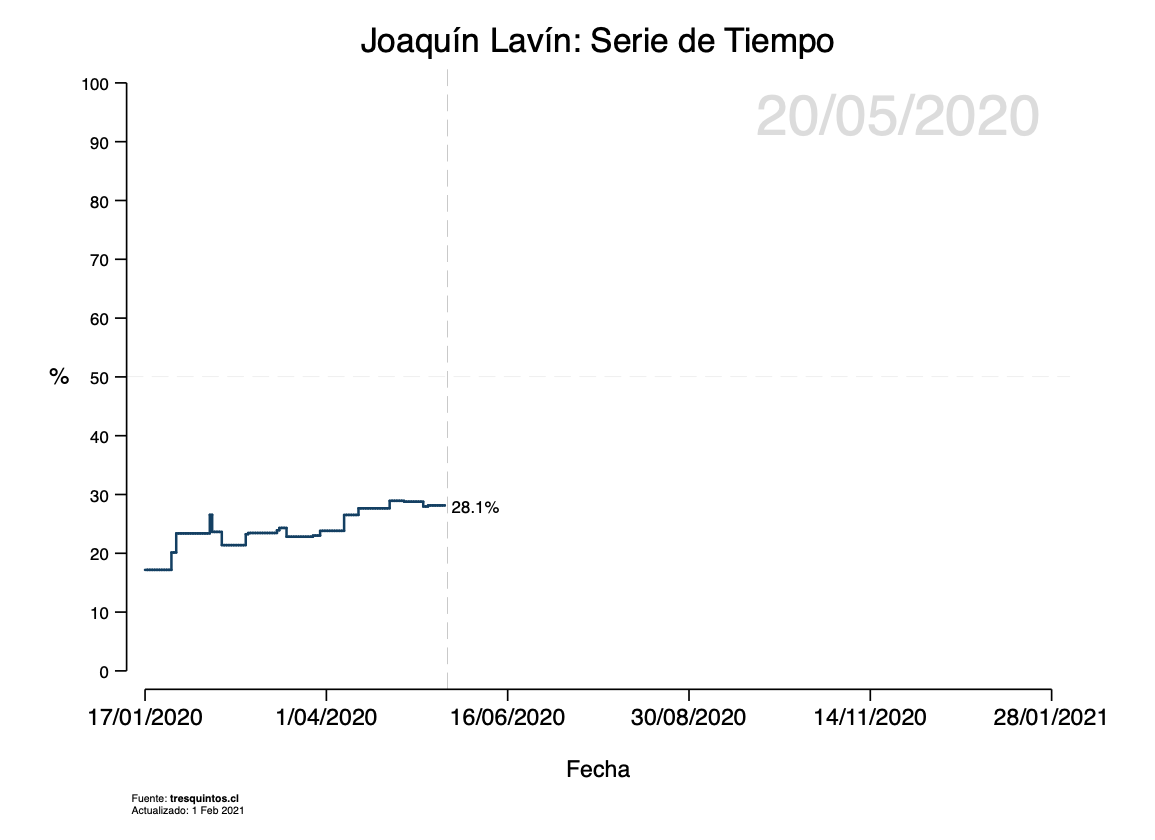 Joaquín Lavín: Serie de Tiempo
20/05/2020
100
90
80
70
60
50
40
30
20
10
0
%
28.1%
17/01/2020 1/04/2020 16/06/2020 30/08/2020 14/11/2020 28/01/2021
Fecha
Fuente: tresquintos.cl
Actualizado: 1 Feb 2021